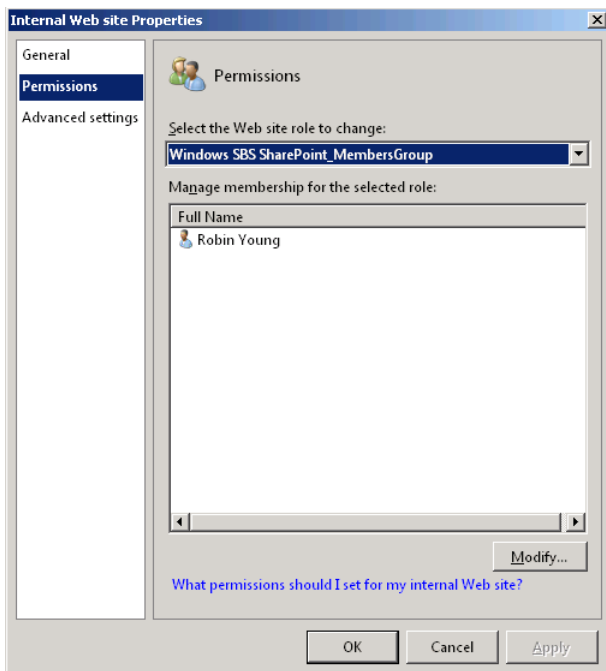 Internal Web site Properties
General
Permissions
Advanced settings
Permissions
Select the Web site role to change:
Windows SBS SharePoint_MembersGroup
Manage membership for the selected role:
Full Name
Robin Young
Modify...
What permissions should I set for my internal Web site?
OK
Cancel
Apply